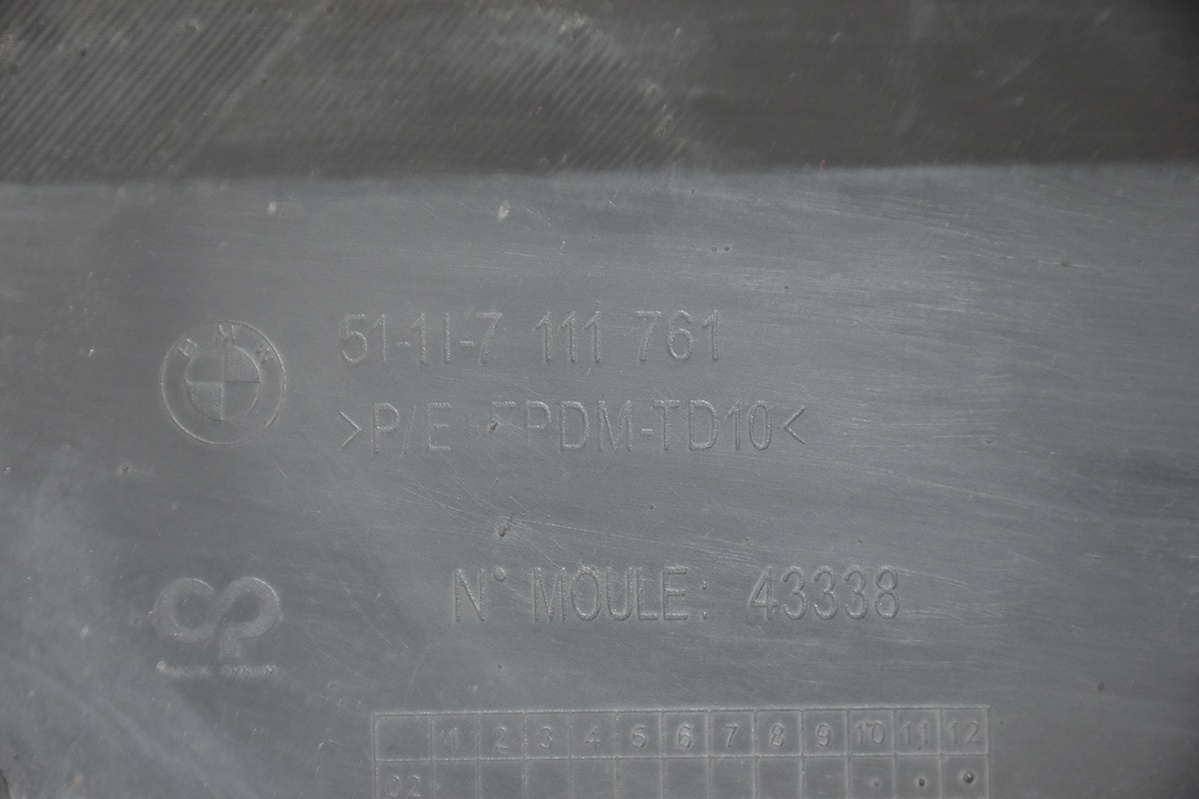 BMW
51-11-7 111 761
>P/E+EPDM-TD10<
N° MOULE: 43338
1 2 3 4 5 6 7 8 9 10 11 12
02